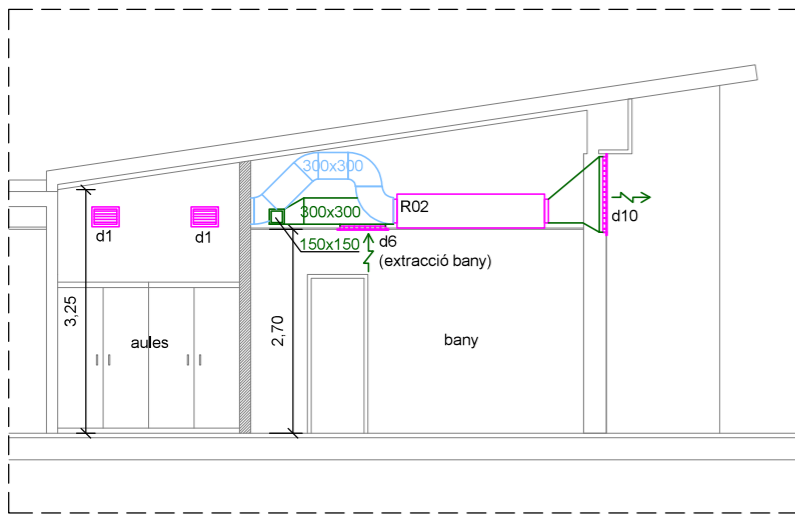 300x300
R02
300x300
d1
d1
d10
150x150
d6
(extracció bany)
3,25
2,70
aules
bany